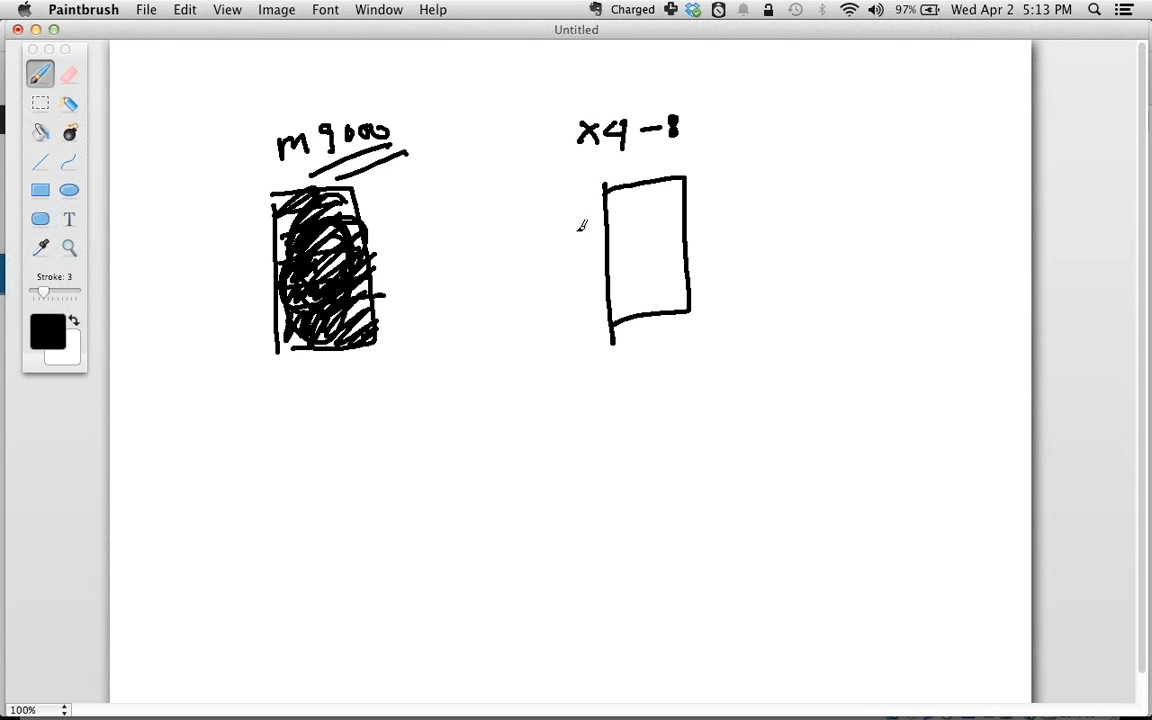 Paintbrush File Edit View Image Font Window Help Charged 97% Wed Apr 2 5:13 PM
Untitled
m9000
x4-8
T
Stroke: 3
100%